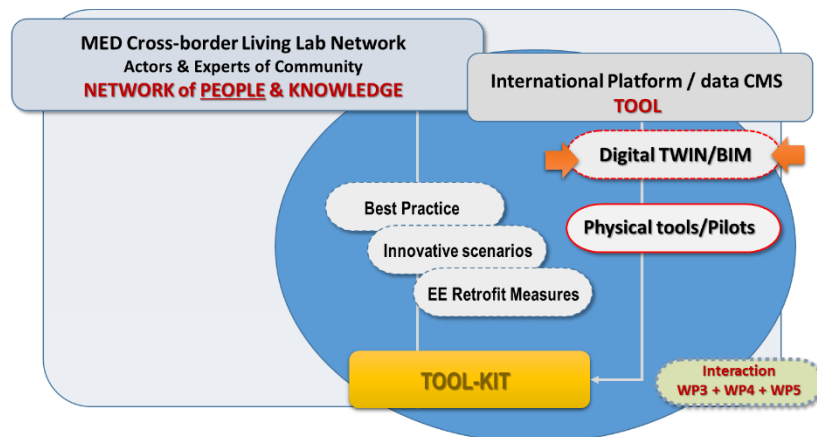 MED Cross-border Living Lab Network
Actors & Experts of Community
NETWORK of PEOPLE & KNOWLEDGE
International Platform / data CMS
TOOL
Digital TWIN/BIM
Best Practice
Physical tools/Pilots
Innovative scenarios
EE Retrofit Measures
TOOL-KIT
Interaction
WP3 + WP4 + WP5